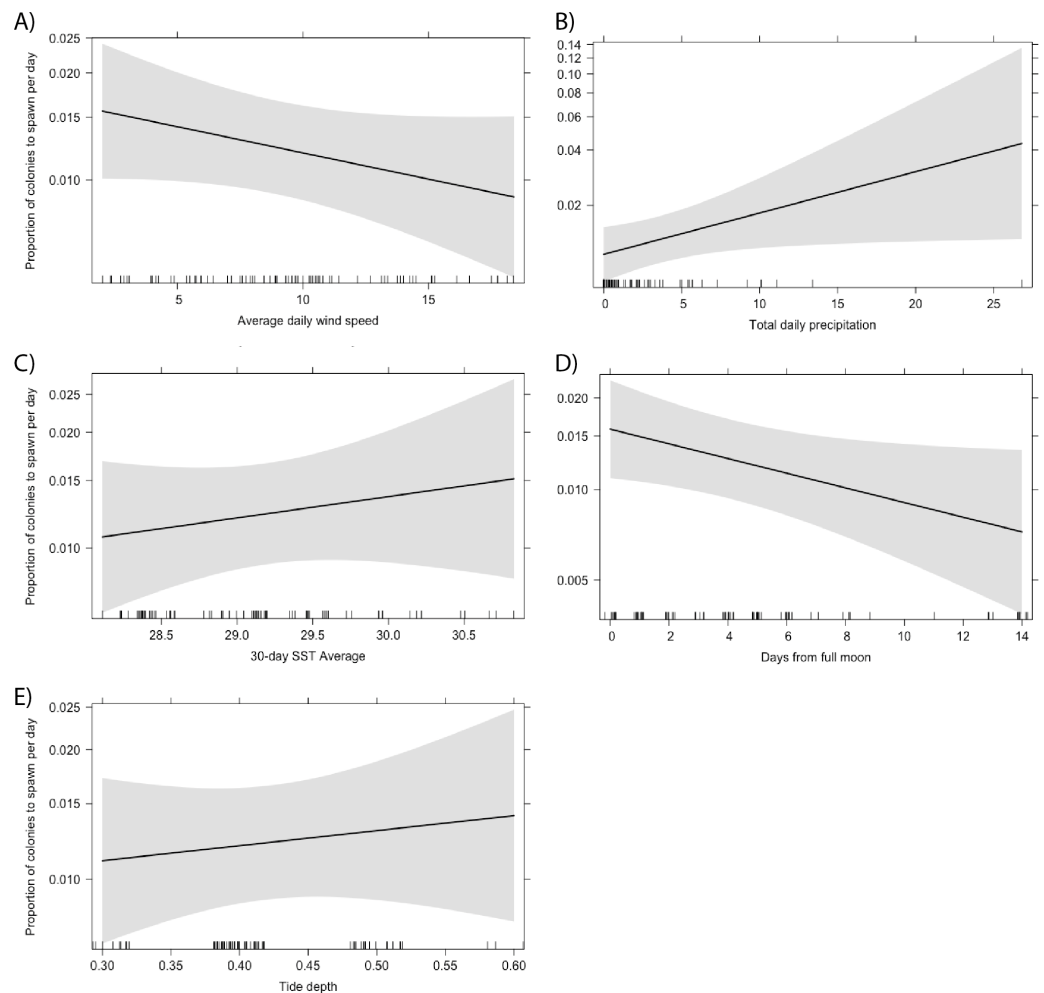 A)
Proportion of colonies to spawn per day
0.025
0.020
0.015
0.010
5 10 15
Average daily wind speed
B)
0.14
0.12
0.10
0.08
0.06
0.04
0.02
0 5 10 15 20 25
Total daily precipitation
C)
Proportion of colonies to spawn per day
0.025
0.020
0.015
0.010
28.5 29.0 29.5 30.0 30.5
30-day SST Average
D)
0.020
0.015
0.010
0.005
0 2 4 6 8 10 12 14
Days from full moon
E)
Proportion of colonies to spawn per day
0.025
0.020
0.015
0.010
0.30 0.35 0.40 0.45 0.50 0.55 0.60
Tide depth